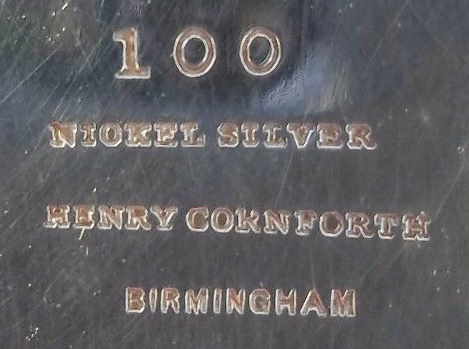 100
NICKEL SILVER
HENRY CORNFORTH
BIRMINGHAM